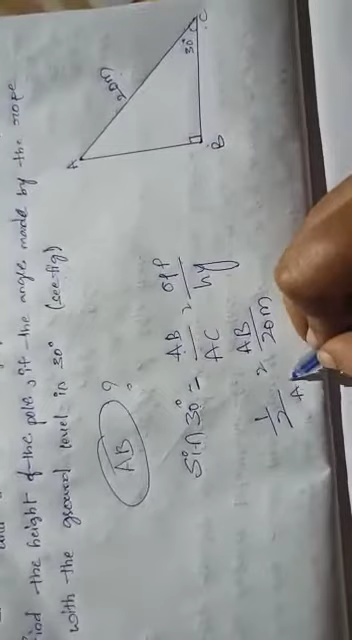 find the height of the pole, if the angle made by the rope
with the ground level is 30° (see fig)
A
20m
30°
C
B
AB ?
sin 30° = AB/AC = opp/hy
1/2 = AB/20m
A